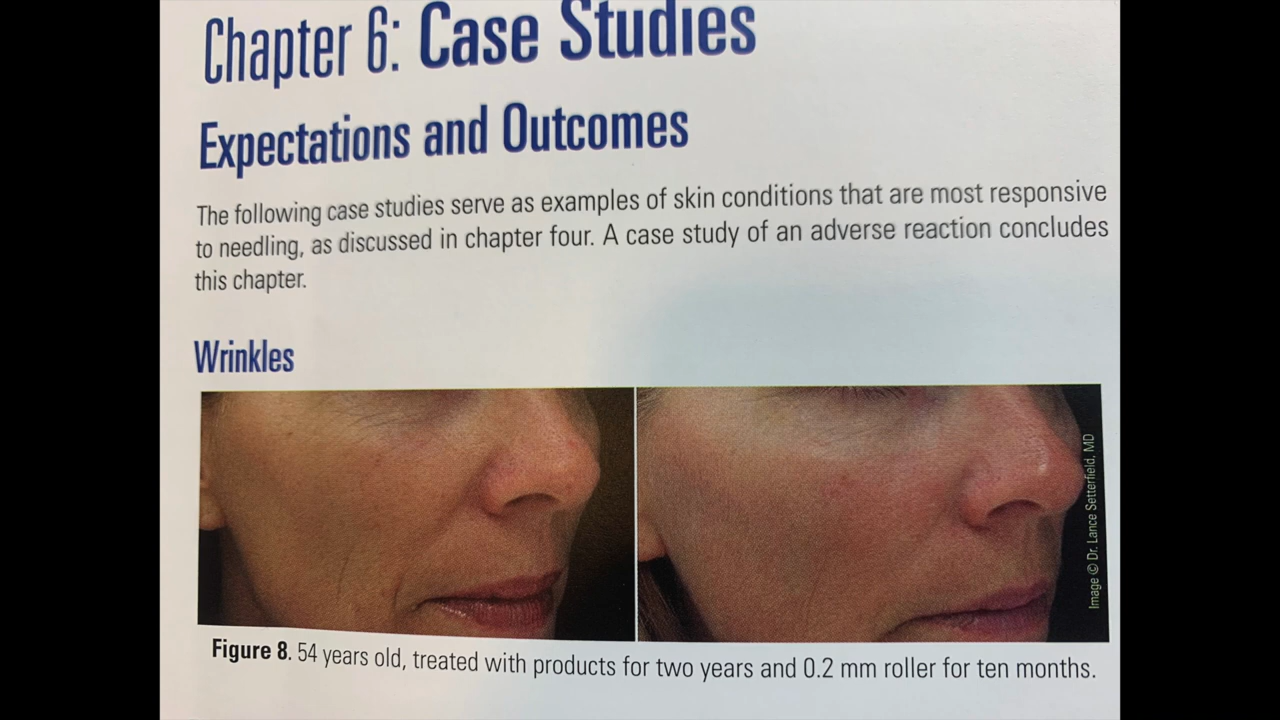 Chapter 6: Case Studies
Expectations and Outcomes
The following case studies serve as examples of skin conditions that are most responsive
to needling, as discussed in chapter four. A case study of an adverse reaction concludes
this chapter.
Wrinkles
Image © Dr. Lance Setterfield, MD
Figure 8. 54 years old, treated with products for two years and 0.2 mm roller for ten months.